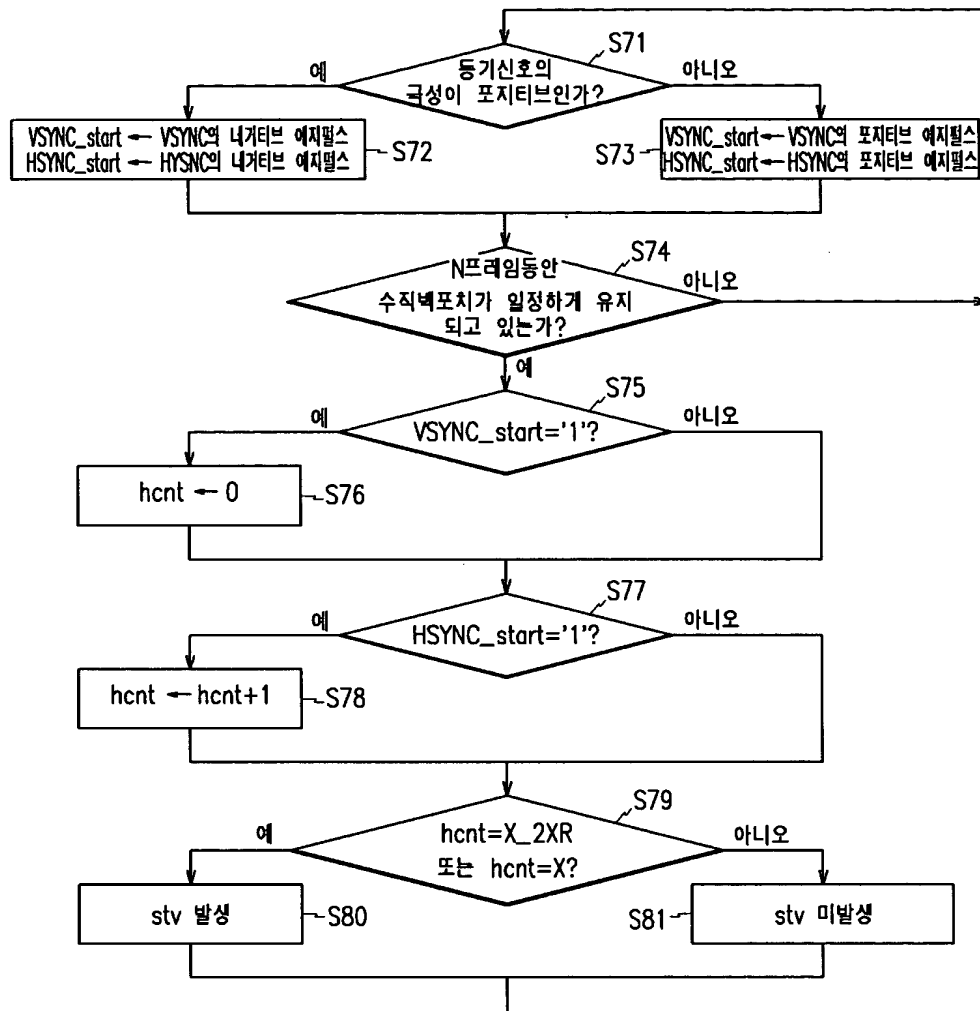 S71
예
동기신호의
극성이 포지티브인가?
아니오
VSYNC_start ← VSYNC의 네거티브 에지펄스
HSYNC_start ← HYSNC의 네거티브 에지펄스
S72
S73
VSYNC_start ← VSYNC의 포지티브 에지펄스
HSYNC_start ← HSYNC의 포지티브 에지펄스
S74
N프레임동안
수직백포치가 일정하게 유지
되고 있는가?
아니오
예
S75
예
VSYNC_start='1'?
아니오
hcnt ← 0
S76
S77
예
HSYNC_start='1'?
아니오
hcnt ← hcnt+1
S78
S79
예
hcnt=X_2XR
또는 hcnt=X?
아니오
stv 발생
S80
S81
stv 미발생